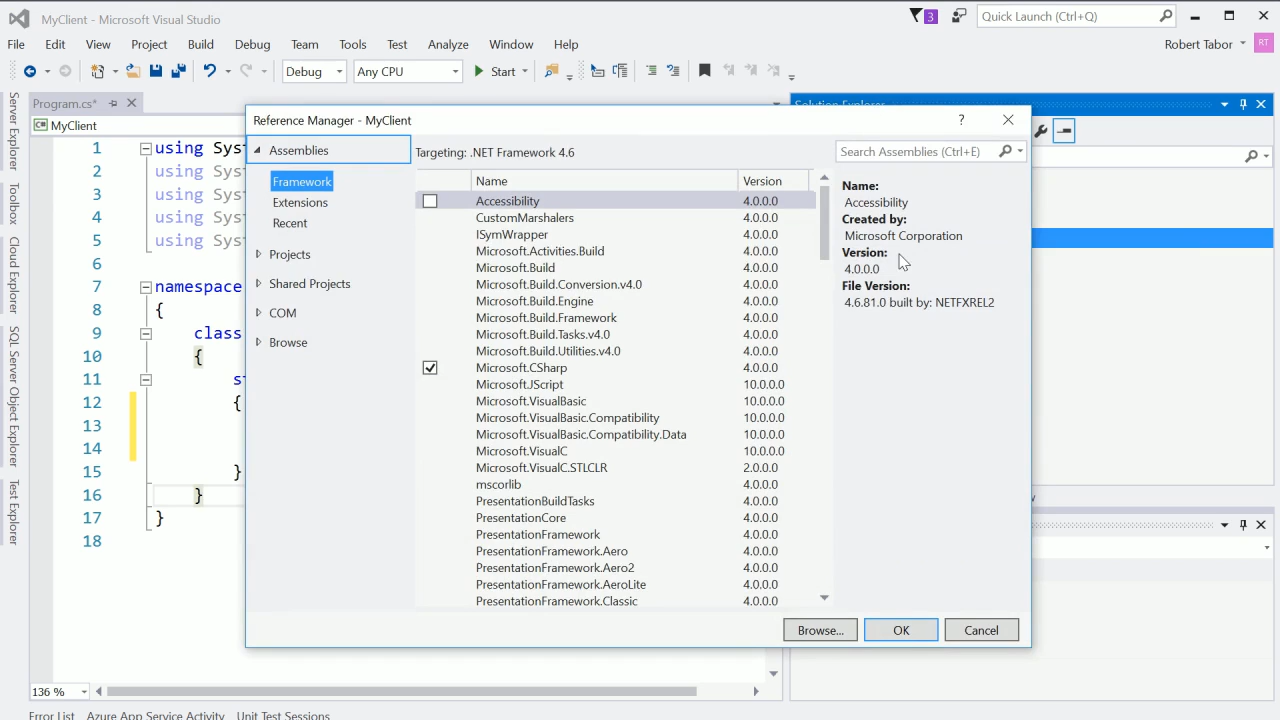 MyClient - Microsoft Visual Studio
3
Quick Launch (Ctrl+Q)
File Edit View Project Build Debug Team Tools Test Analyze Window Help
Robert Tabor
RT
Debug
Any CPU
Start
Program.cs*
MyClient
Server Explorer
Toolbox
Cloud Explorer
SQL Server Object Explorer
Test Explorer
1 using Sys
2 using Sys
3 using Sys
4 using Sys
5 using Sys
6
7 namespace
8 {
9 class
10 {
11 st
12 {
13
14
15 }
16 }
17 }
18
136 %
Error List Azure App Service Activity Unit Test Sessions
Solution Explorer
Reference Manager - MyClient
?
Assemblies
Framework
Extensions
Recent
Projects
Shared Projects
COM
Browse
Targeting: .NET Framework 4.6
Search Assemblies (Ctrl+E)
Name Version
Accessibility 4.0.0.0
CustomMarshalers 4.0.0.0
ISymWrapper 4.0.0.0
Microsoft.Activities.Build 4.0.0.0
Microsoft.Build 4.0.0.0
Microsoft.Build.Conversion.v4.0 4.0.0.0
Microsoft.Build.Engine 4.0.0.0
Microsoft.Build.Framework 4.0.0.0
Microsoft.Build.Tasks.v4.0 4.0.0.0
Microsoft.Build.Utilities.v4.0 4.0.0.0
Microsoft.CSharp 4.0.0.0
Microsoft.JScript 10.0.0.0
Microsoft.VisualBasic 10.0.0.0
Microsoft.VisualBasic.Compatibility 10.0.0.0
Microsoft.VisualBasic.Compatibility.Data 10.0.0.0
Microsoft.VisualC 10.0.0.0
Microsoft.VisualC.STLCLR 2.0.0.0
mscorlib 4.0.0.0
PresentationBuildTasks 4.0.0.0
PresentationCore 4.0.0.0
PresentationFramework 4.0.0.0
PresentationFramework.Aero 4.0.0.0
PresentationFramework.Aero2 4.0.0.0
PresentationFramework.AeroLite 4.0.0.0
PresentationFramework.Classic 4.0.0.0
Name:
Accessibility
Created by:
Microsoft Corporation
Version:
4.0.0.0
File Version:
4.6.81.0 built by: NETFXREL2
Browse... OK Cancel